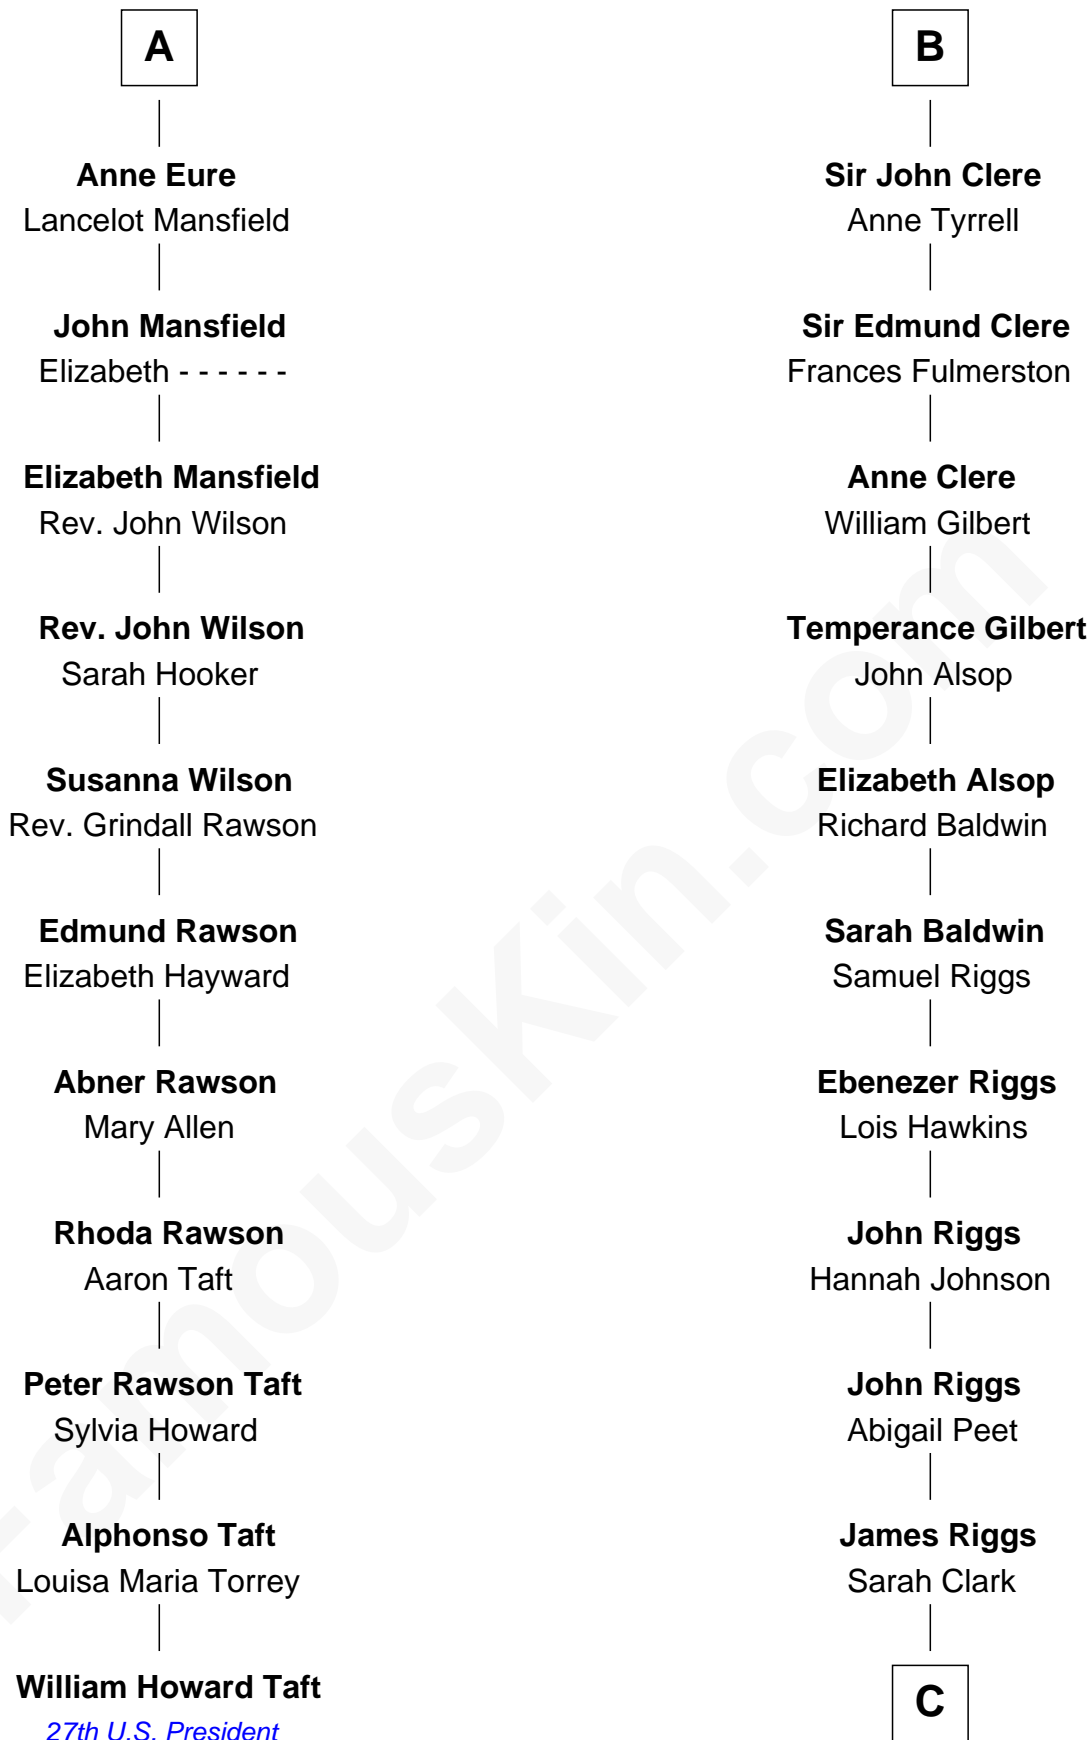 A
Anne Eure
Lancelot Mansfield
John Mansfield
Elizabeth - - - - - -
Elizabeth Mansfield
Rev. John Wilson
Rev. John Wilson
Sarah Hooker
Susanna Wilson
Rev. Grindall Rawson
Edmund Rawson
Elizabeth Hayward
Abner Rawson
Mary Allen
Rhoda Rawson
Aaron Taft
Peter Rawson Taft
Sylvia Howard
Alphonso Taft
Louisa Maria Torrey
William Howard Taft
27th U.S. President
B
Sir John Clere
Anne Tyrrell
Sir Edmund Clere
Frances Fulmerston
Anne Clere
William Gilbert
Temperance Gilbert
John Alsop
Elizabeth Alsop
Richard Baldwin
Sarah Baldwin
Samuel Riggs
Ebenezer Riggs
Lois Hawkins
John Riggs
Hannah Johnson
John Riggs
Abigail Peet
James Riggs
Sarah Clark
C
FamousKin.com